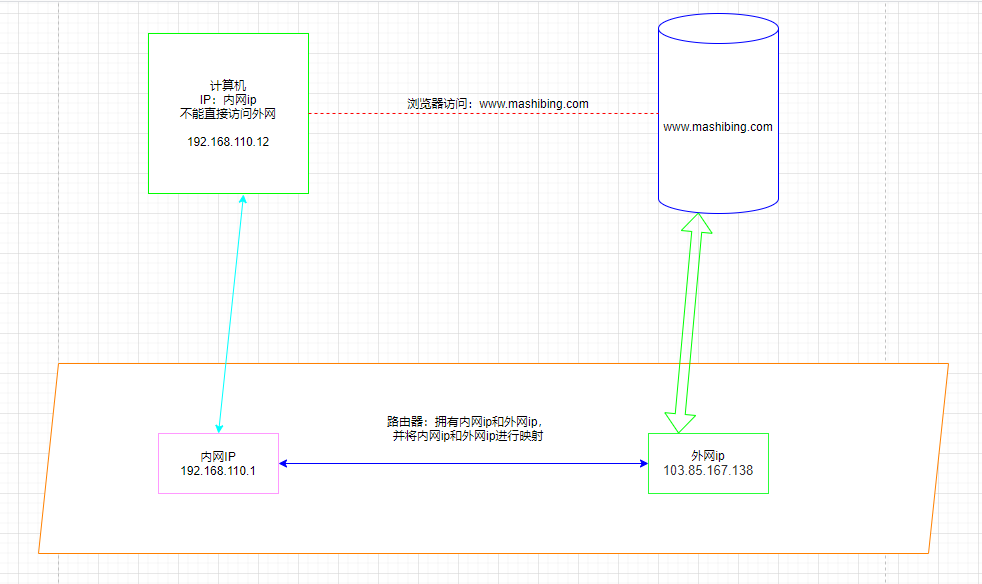 计算机
IP：内网ip
不能直接访问外网
192.168.110.12
浏览器访问：www.mashibing.com
www.mashibing.com
路由器：拥有内网ip和外网ip，
并将内网ip和外网ip进行映射
内网IP
192.168.110.1
外网ip
103.85.167.138